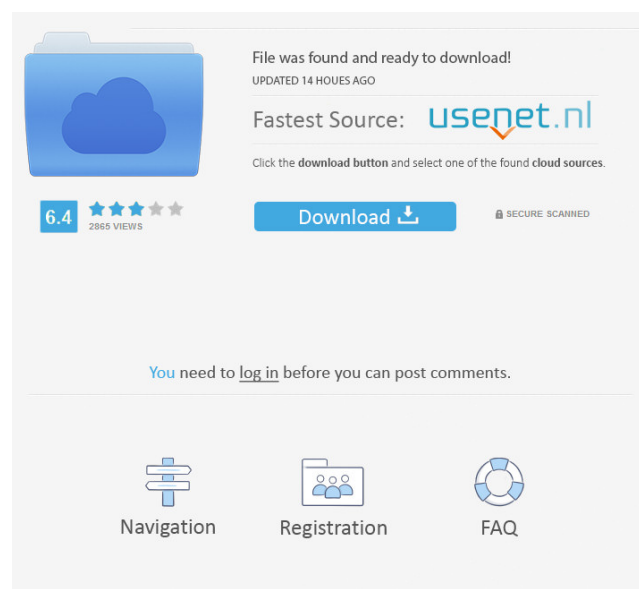 File was found and ready to download!
UPDATED 14 HOUES AGO
Fastest Source: usenet.nl
Click the download button and select one of the found cloud sources.
6.4
2865 VIEWS
Download
SECURE SCANNED
You need to log in before you can post comments.
Navigation
Registration
FAQ